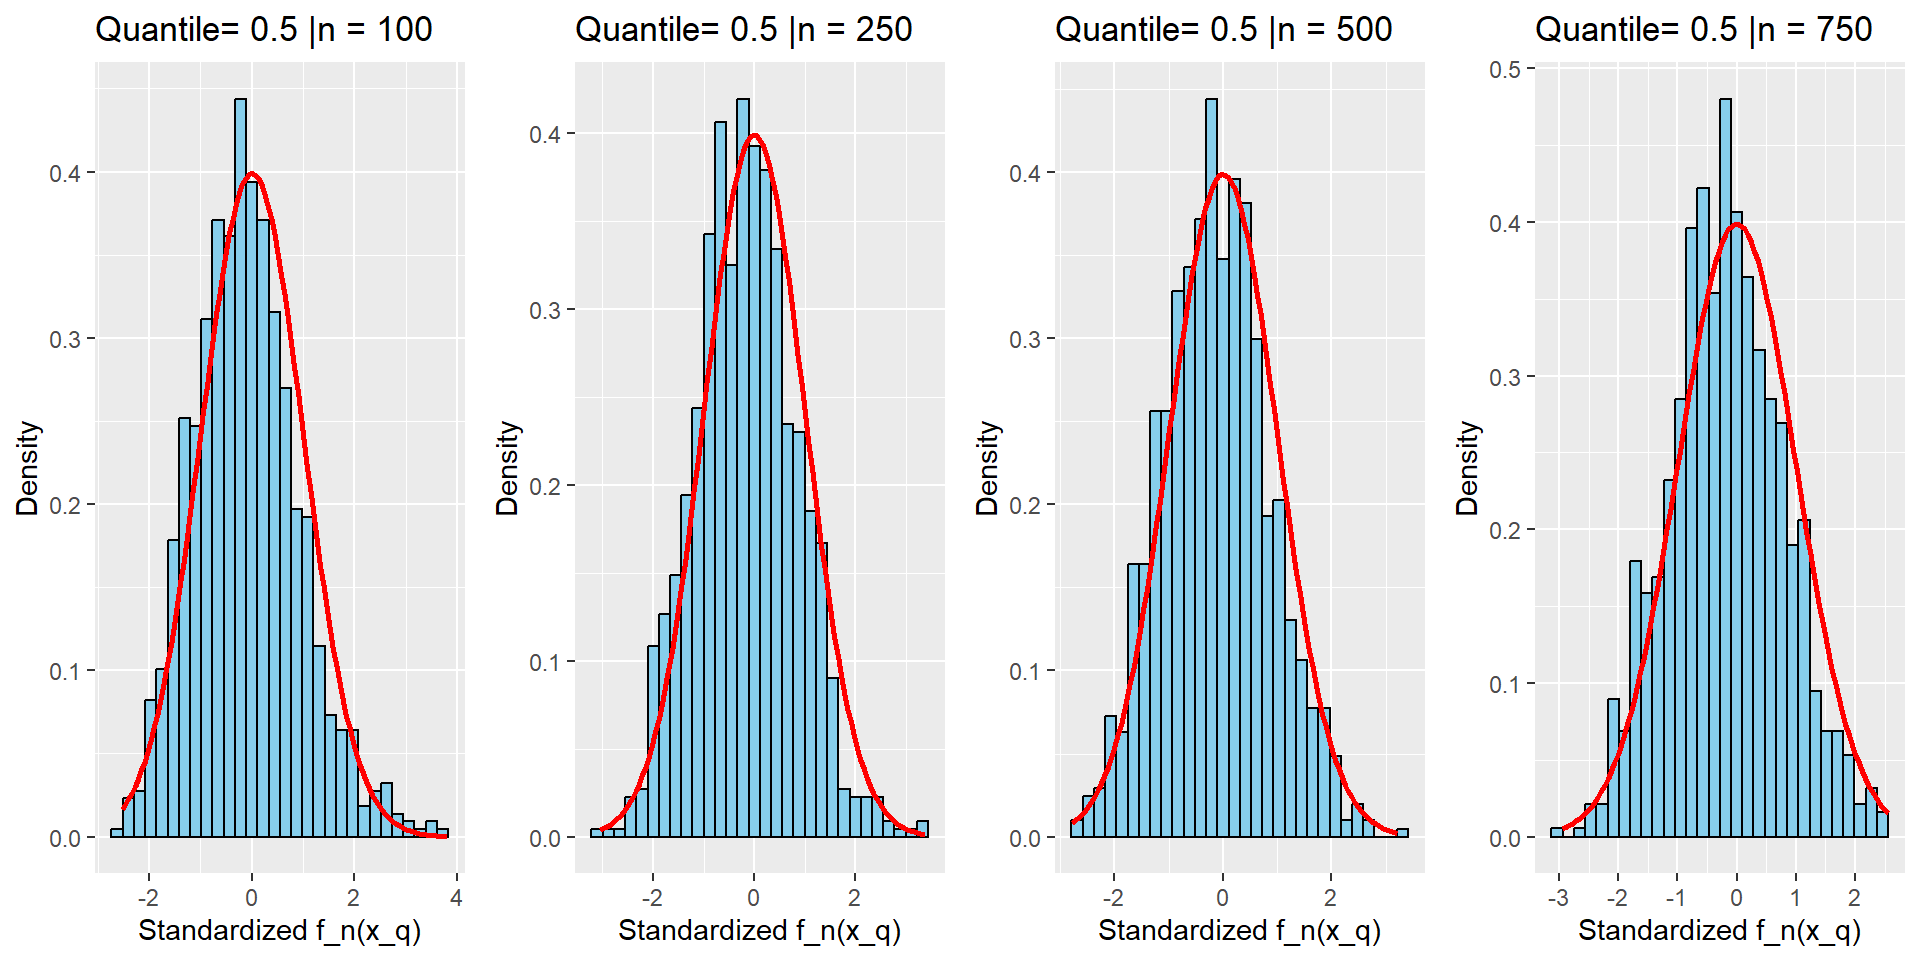 Quantile= 0.5 |n = 100
Density
0.4
0.3
0.2
0.1
0.0
-2 0 2 4
Standardized f_n(x_q)
Quantile= 0.5 |n = 250
Density
0.4
0.3
0.2
0.1
0.0
-2 0 2
Standardized f_n(x_q)
Quantile= 0.5 |n = 500
Density
0.4
0.3
0.2
0.1
0.0
-2 0 2
Standardized f_n(x_q)
Quantile= 0.5 |n = 750
Density
0.5
0.4
0.3
0.2
0.1
0.0
-3 -2 -1 0 1 2
Standardized f_n(x_q)